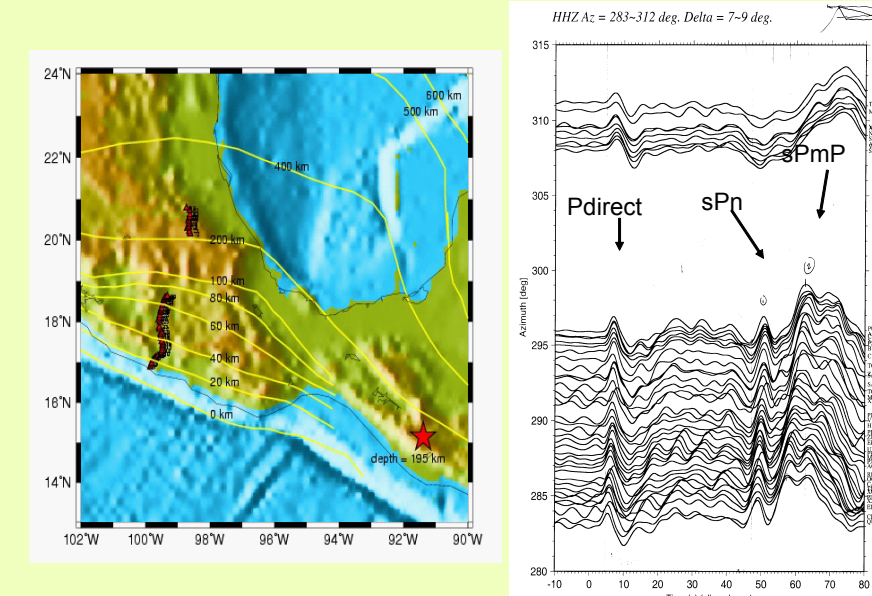 24°N
22°N
20°N
18°N
16°N
14°N
102°W
100°W
98°W
96°W
94°W
92°W
90°W
600 km
500 km
400 km
200 km
100 km
80 km
60 km
40 km
20 km
0 km
depth = 195 km
HHZ Az = 283~312 deg. Delta = 7~9 deg.
315
310
305
300
295
290
285
280
Azimuth [deg]
sPmP
Pdirect
sPn
-10
0
10
20
30
40
50
60
70
80